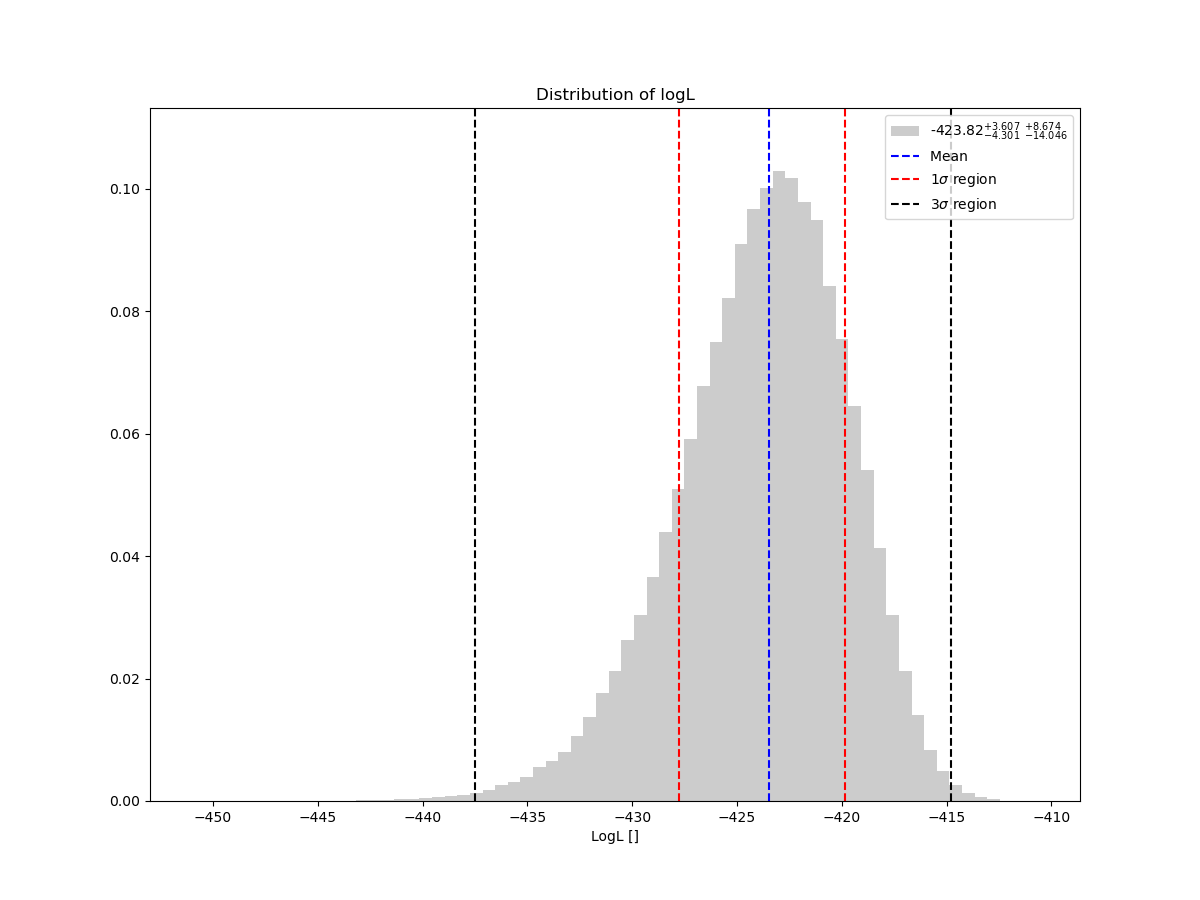 Distribution of logL
-423.82 +3.607 -4.301 +8.674 -14.046
Mean
1σ region
3σ region
0.10
0.08
0.06
0.04
0.02
0.00
−450 −445 −440 −435 −430 −425 −420 −415 −410
LogL []